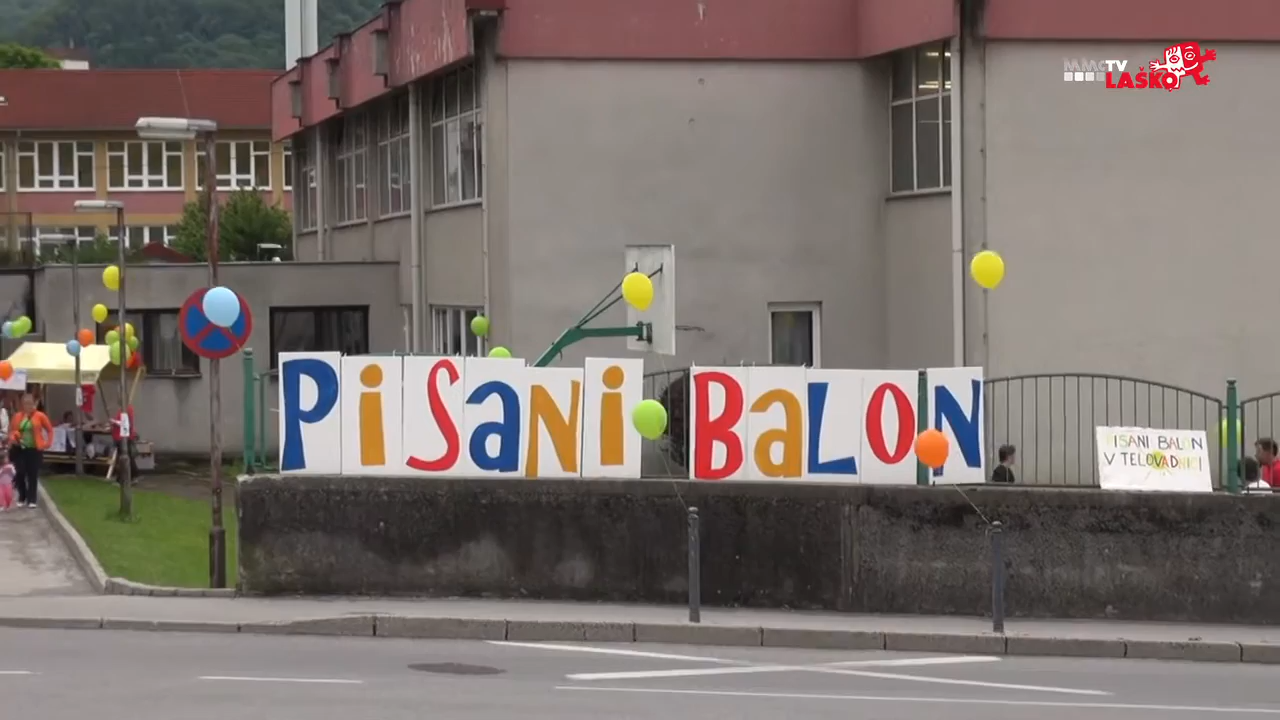 MMC TV
LAŠKO
PiSaNi BaLON
PISANI BALON
V TELOVADNICI